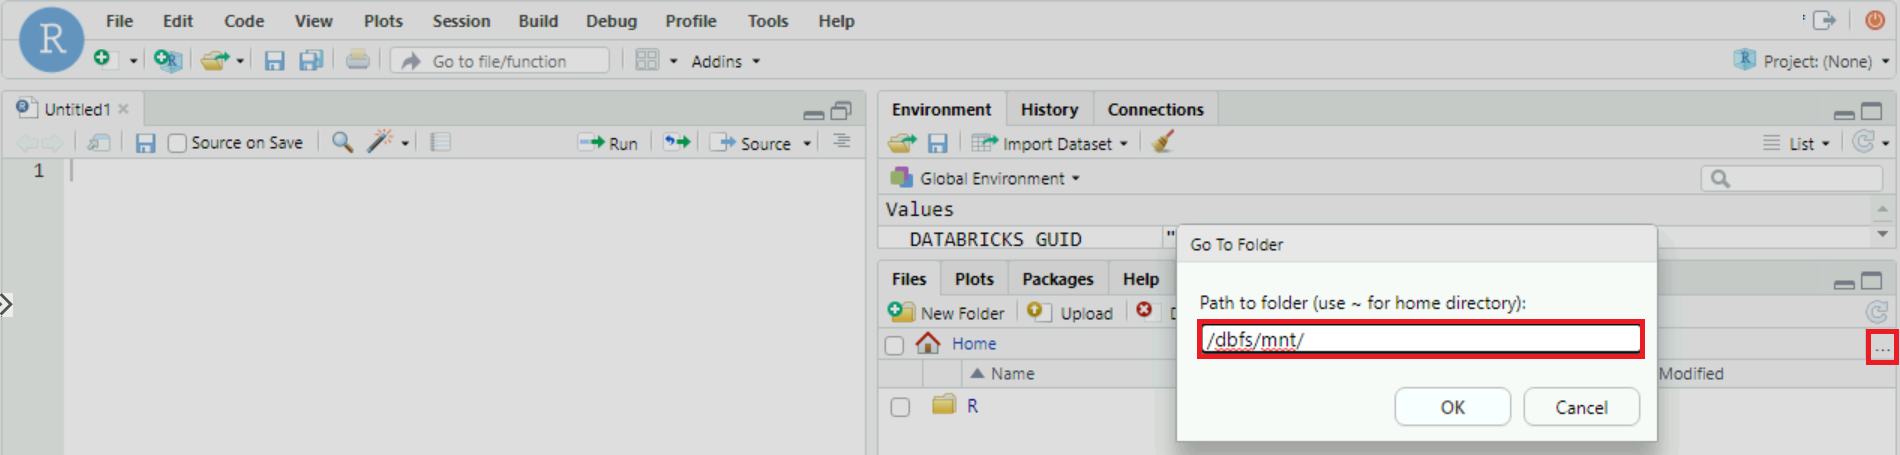 R File Edit Code View Plots Session Build Debug Profile Tools Help
Go to file/function Addins R Project: (None)
Untitled1
Source on Save Run Source
1
Environment History Connections
Import Dataset List
Global Environment
Values
DATABRICKS GUID "
Files Plots Packages Help
New Folder Upload D
Home ...
Name Modified
R
Go To Folder
Path to folder (use ~ for home directory):
/dbfs/mnt/
OK Cancel